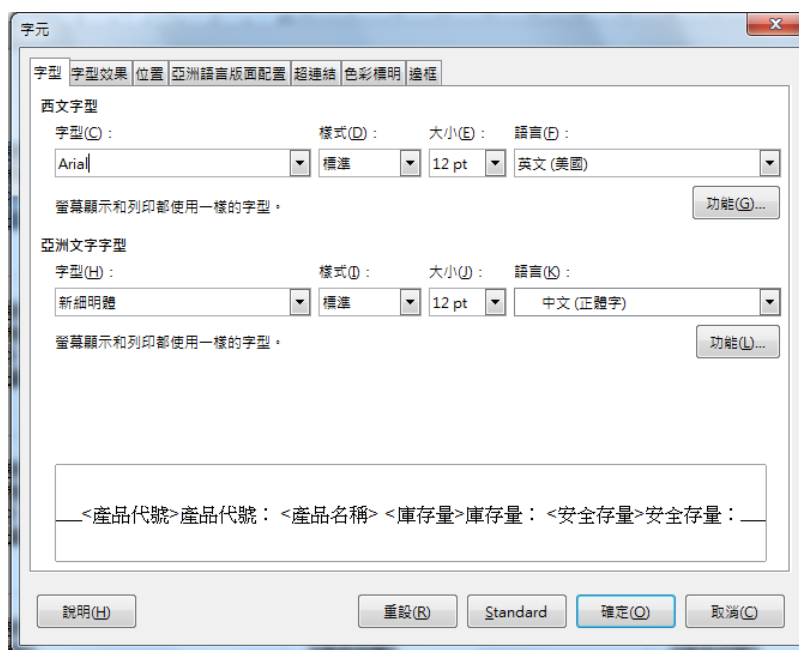 字元
字型 字型效果 位置 亞洲語言版面配置 超連結 色彩標明 邊框
西文字型
字型(C)： 樣式(D)： 大小(E)： 語言(F)：
Arial 標準 12 pt 英文 (美國)
螢幕顯示和列印都使用一樣的字型。 功能(G)...
亞洲文字字型
字型(H)： 樣式(I)： 大小(J)： 語言(K)：
新細明體 標準 12 pt 中文 (正體字)
螢幕顯示和列印都使用一樣的字型。 功能(L)...
<產品代號>產品代號： <產品名稱> <庫存量>庫存量： <安全存量>安全存量：
說明(H) 重設(R) Standard 確定(O) 取消(C)